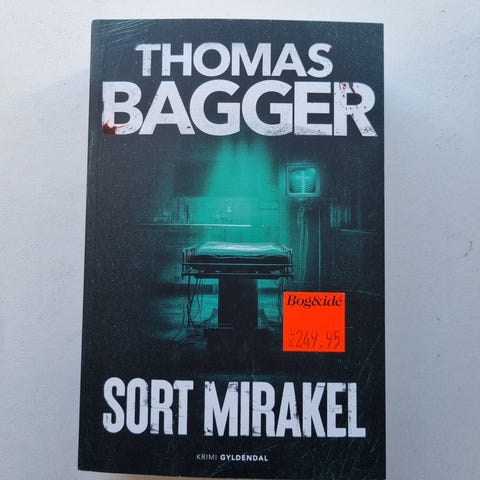 THOMAS
BAGGER
Bog&idé
249.95
SORT MIRAKEL
KRIMI GYLDENDAL